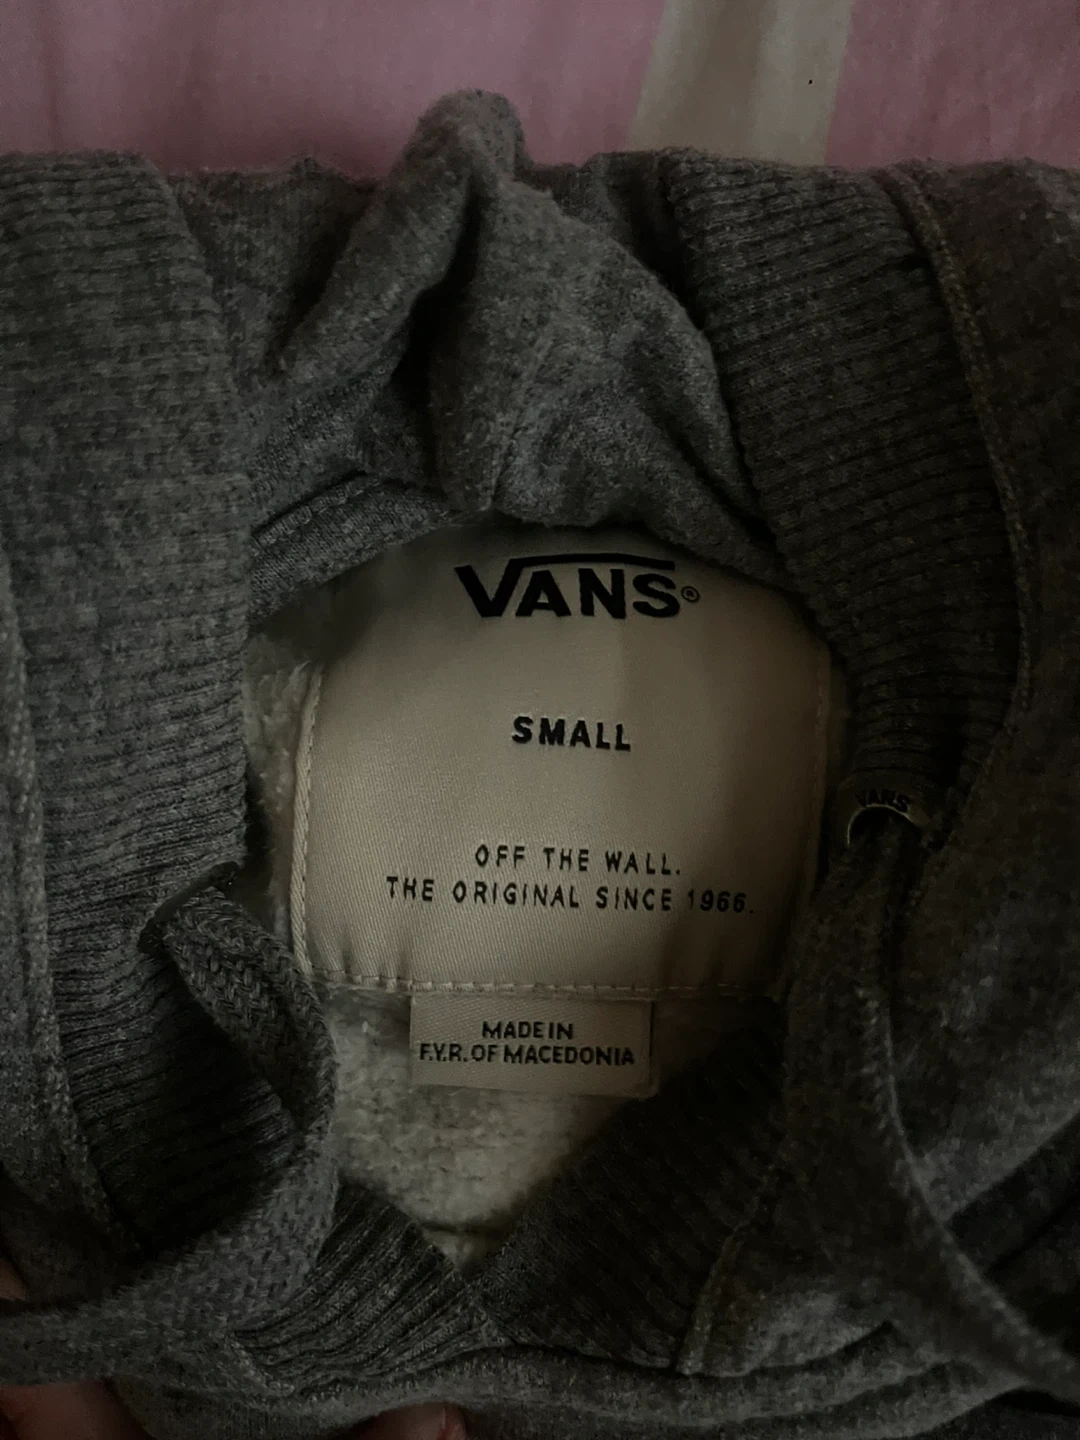 VANS®
SMALL
VANS
OFF THE WALL.
THE ORIGINAL SINCE 1966.
MADE IN
F.Y.R. OF MACEDONIA